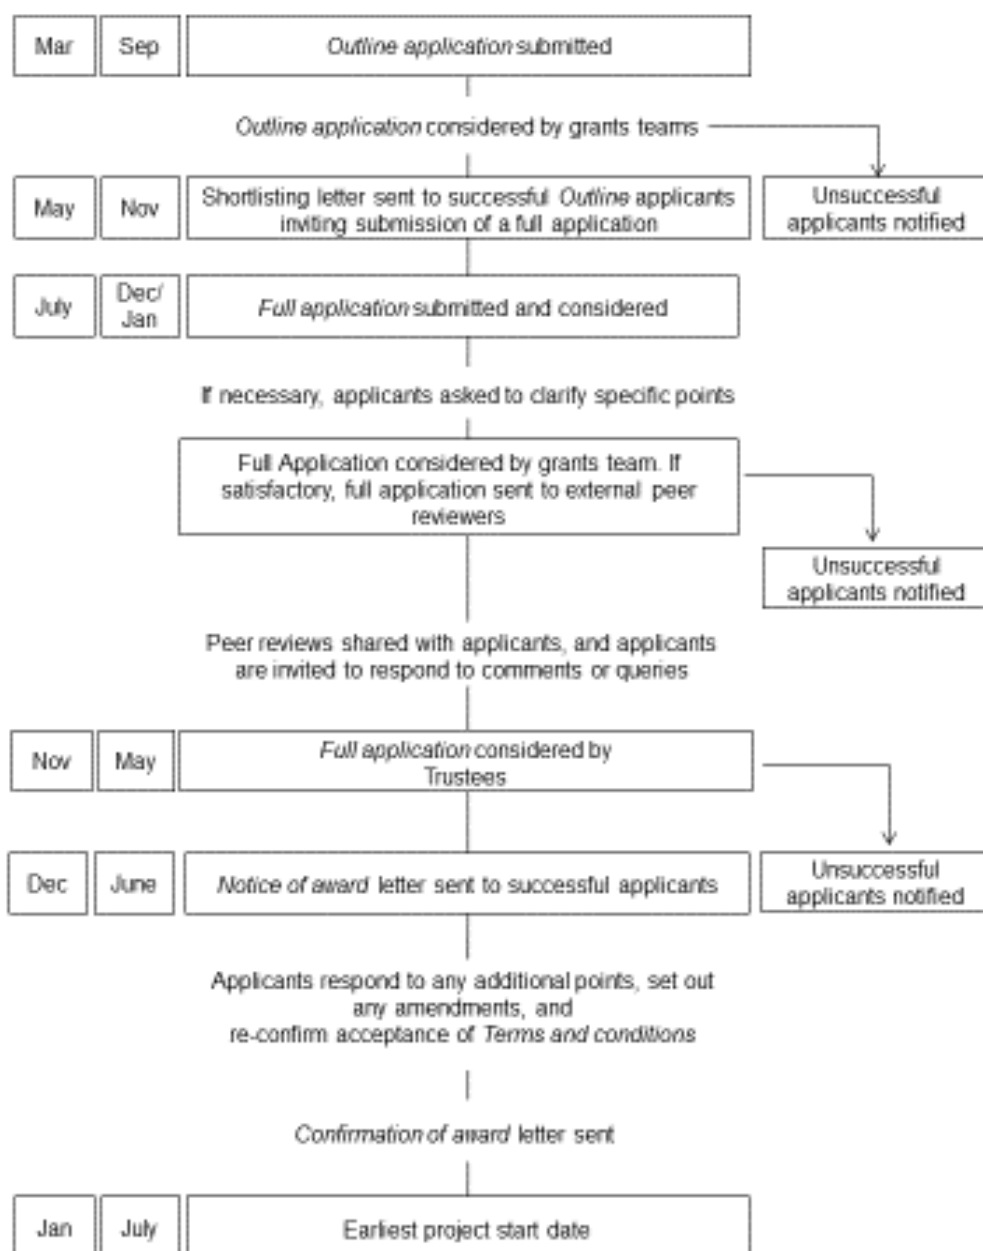 Mar Sep Outline application submitted
Outline application considered by grants teams
May Nov Shortlisting letter sent to successful Outline applicants
inviting submission of a full application
Unsuccessful
applicants notified
July Dec/
Jan
Full application submitted and considered
If necessary, applicants asked to clarify specific points
Full Application considered by grants team. If
satisfactory, full application sent to external peer
reviewers
Unsuccessful
applicants notified
Peer reviews shared with applicants, and applicants
are invited to respond to comments or queries
Nov May Full application considered by
Trustees
Dec June Notice of award letter sent to successful applicants
Unsuccessful
applicants notified
Applicants respond to any additional points, set out
any amendments, and
re-confirm acceptance of Terms and conditions
Confirmation of award letter sent
Jan July Earliest project start date